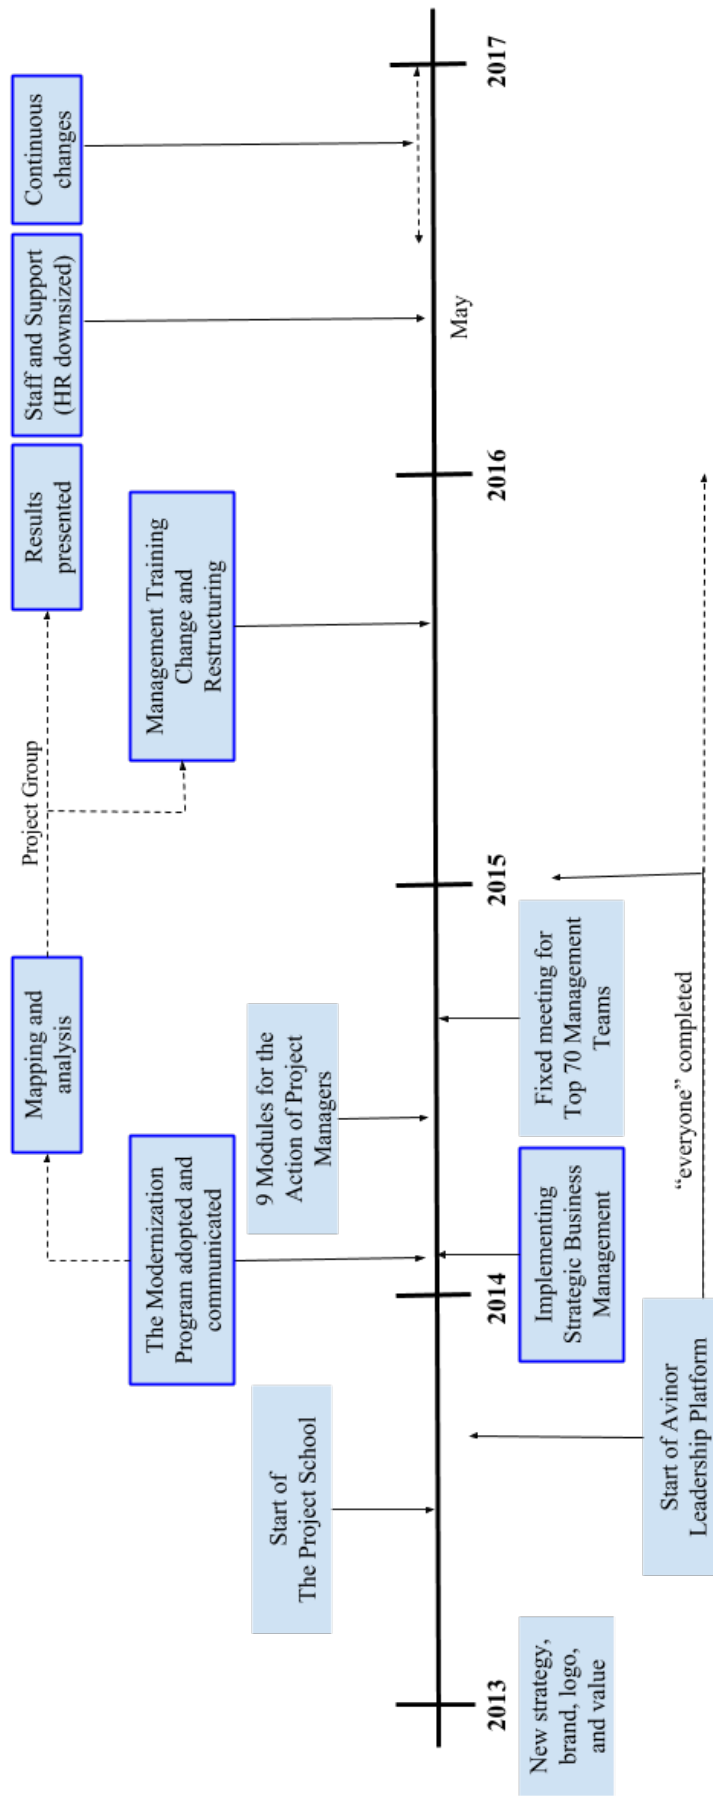 Mapping and
analysis
Project Group
Results
presented
Staff and Support
(HR downsized)
Continuous
changes
The Modernization
Program adopted and
communicated
Management Training
Change and
Restructuring
Start of
The Project School
9 Modules for the
Action of Project
Managers
May
2013
2014
2015
2016
2017
New strategy,
brand, logo,
and value
Implementing
Strategic Business
Management
Fixed meeting for
Top 70 Management
Teams
Start of Avinor
Leadership Platform
“everyone” completed